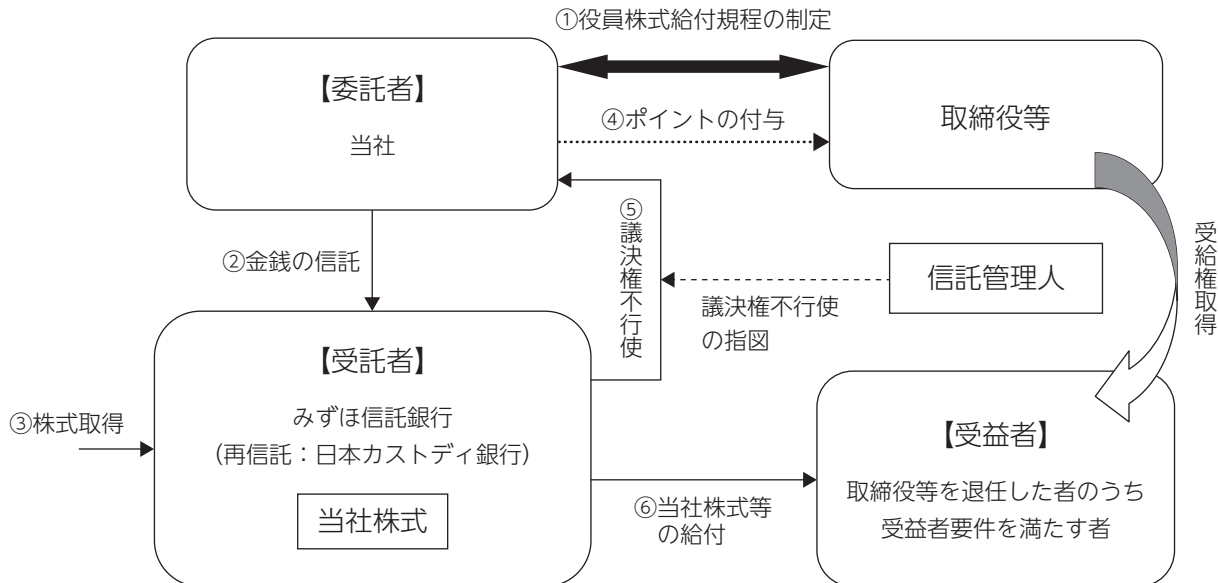 ①役員株式給付規程の制定
【委託者】
当社
④ポイントの付与
取締役等
②金銭の信託
⑤議決権不行使
議決権不行使
の指図
信託管理人
受給権取得
【受託者】
みずほ信託銀行
(再信託：日本カストディ銀行)
当社株式
③株式取得
⑥当社株式等
の給付
【受益者】
取締役等を退任した者のうち
受益者要件を満たす者